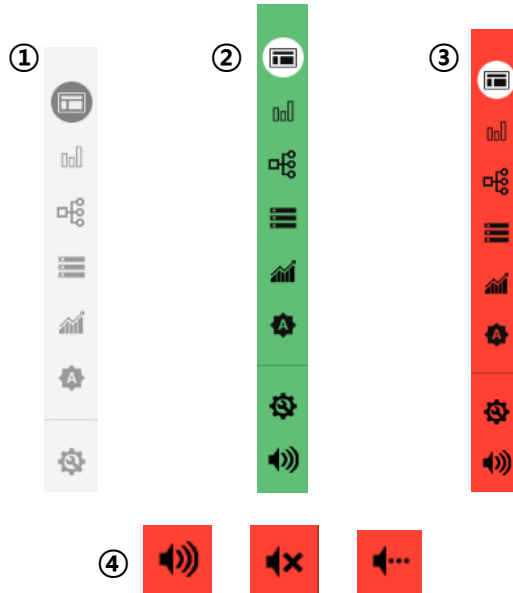 ① ② ③
A A A
④